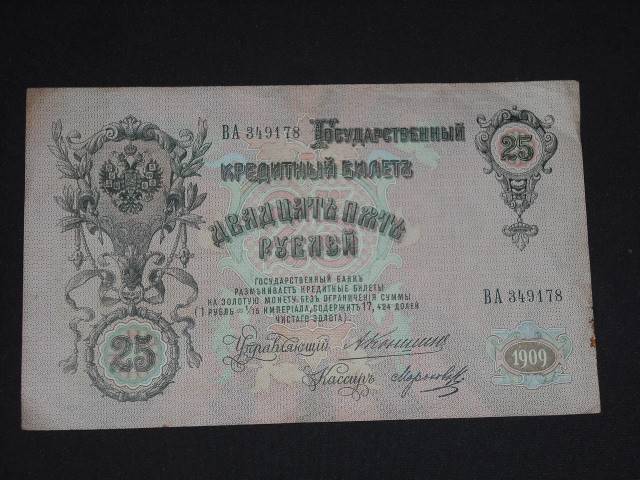 ВА 349178 Государственный
25
кредитный билетъ
двадцать пять
рублей
Государственный банкъ
размѣниваетъ кредитные билеты
на золотую монету безъ ограниченія суммы
(1 рубль = 1/15 имперіала, содержитъ 17,424 долей
чистаго золота).
ВА 349178
25
Управляющій
Кассиръ
1909